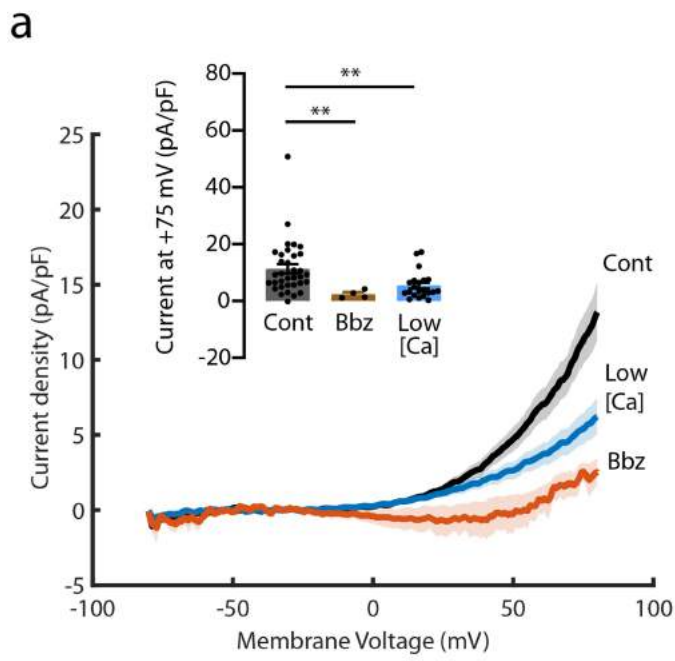 a
Current at +75 mV (pA/pF)
80
60
40
20
0
-20
**
**
Cont
Bbz
Low
[Ca]
Current density (pA/pF)
25
20
15
10
5
0
-5
Cont
Low
[Ca]
Bbz
-100
-50
0
50
100
Membrane Voltage (mV)